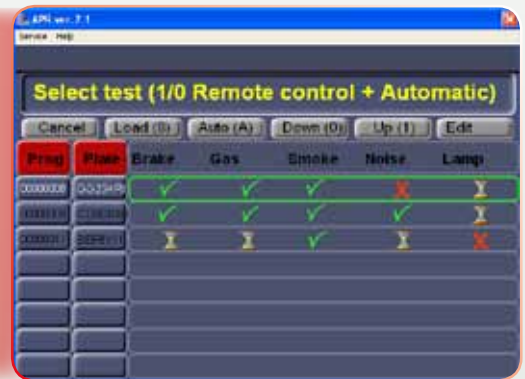 APN ver. 7.1
Service Help
Select test (1/0 Remote control + Automatic)
Cancel Load (S) Auto (A) Down (0) Up (1) Edit
Prog Plate Brake Gas Smoke Noise Lamp